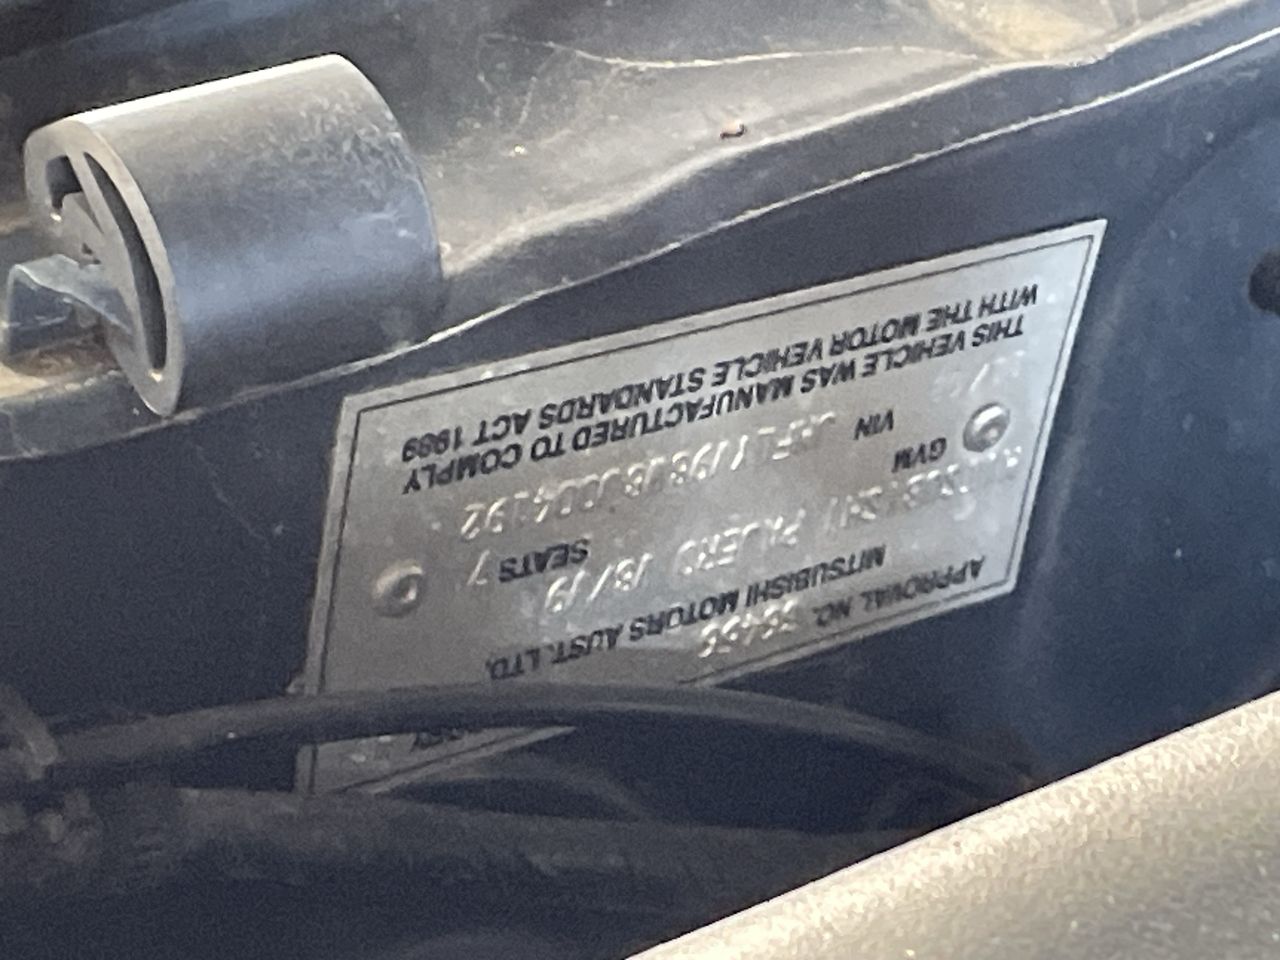 APPROVAL NO.
MITSUBISHI MOTORS AUST. LTD.
MITSUBISHI PAJERO
GVM SEATS 7
VIN
THIS VEHICLE WAS MANUFACTURED TO COMPLY
WITH THE MOTOR VEHICLE STANDARDS ACT 1989